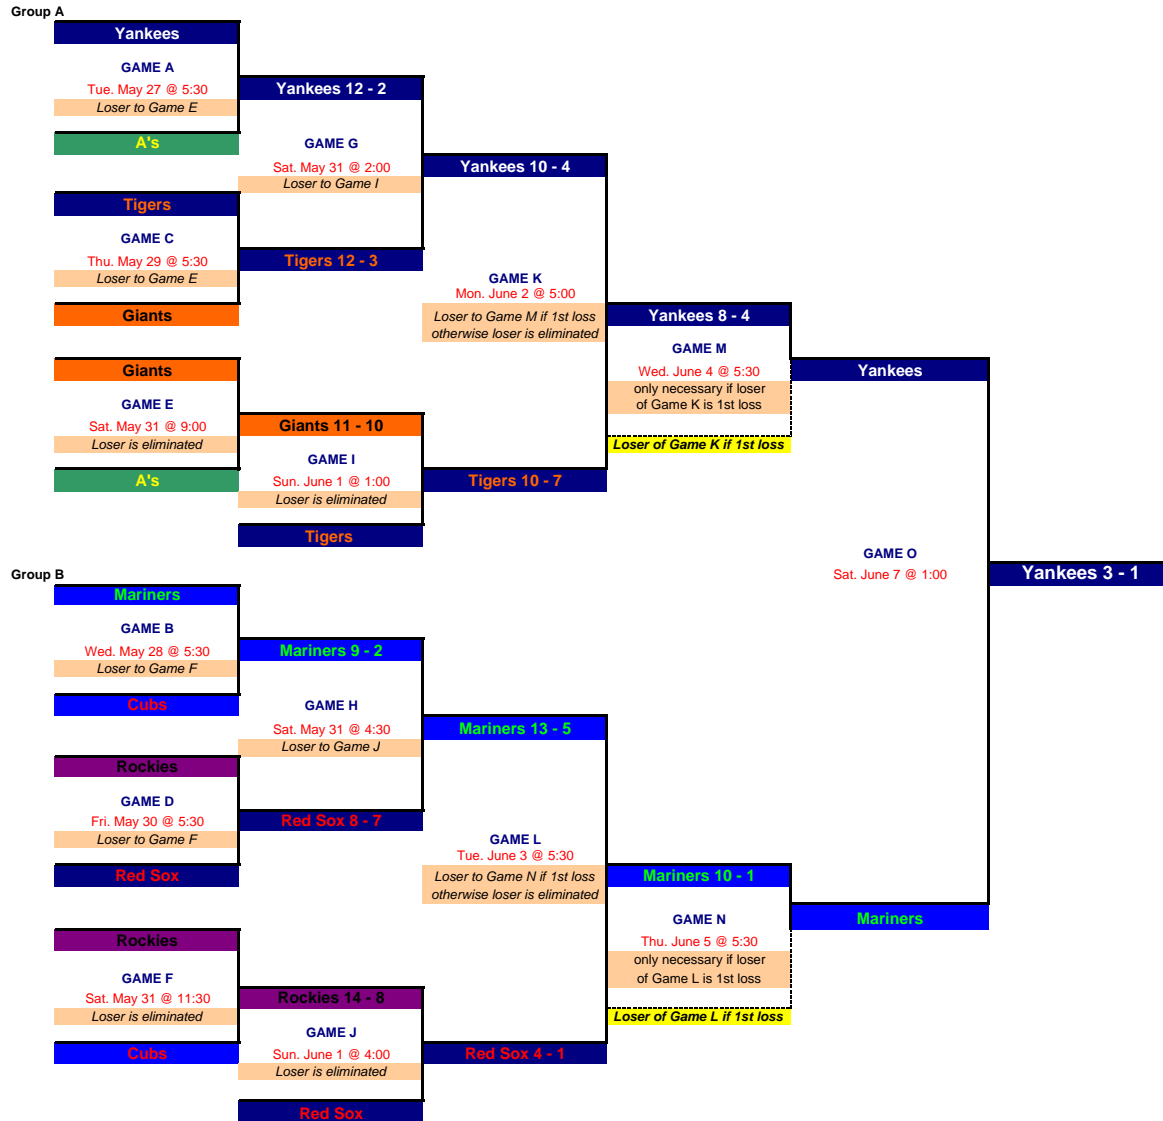 Group A
Yankees
GAME A
Tue. May 27 @ 5:30
Loser to Game E
A's
Yankees 12 - 2
GAME G
Sat. May 31 @ 2:00
Loser to Game I
Tigers
GAME C
Thu. May 29 @ 5:30
Loser to Game E
Giants
Tigers 12 - 3
Yankees 10 - 4
GAME K
Mon. June 2 @ 5:00
Loser to Game M if 1st loss
otherwise loser is eliminated
Giants
GAME E
Sat. May 31 @ 9:00
Loser is eliminated
A's
Giants 11 - 10
GAME I
Sun. June 1 @ 1:00
Loser is eliminated
Tigers
Tigers 10 - 7
Yankees 8 - 4
GAME M
Wed. June 4 @ 5:30
only necessary if loser
of Game K is 1st loss
Loser of Game K if 1st loss
Yankees
GAME O
Sat. June 7 @ 1:00
Yankees 3 - 1
Group B
Mariners
GAME B
Wed. May 28 @ 5:30
Loser to Game F
Cubs
Mariners 9 - 2
GAME H
Sat. May 31 @ 4:30
Loser to Game J
Rockies
GAME D
Fri. May 30 @ 5:30
Loser to Game F
Red Sox
Red Sox 8 - 7
Mariners 13 - 5
GAME L
Tue. June 3 @ 5:30
Loser to Game N if 1st loss
otherwise loser is eliminated
Rockies
GAME F
Sat. May 31 @ 11:30
Loser is eliminated
Cubs
Rockies 14 - 8
GAME J
Sun. June 1 @ 4:00
Loser is eliminated
Red Sox
Red Sox 4 - 1
Mariners 10 - 1
GAME N
Thu. June 5 @ 5:30
only necessary if loser
of Game L is 1st loss
Loser of Game L if 1st loss
Mariners